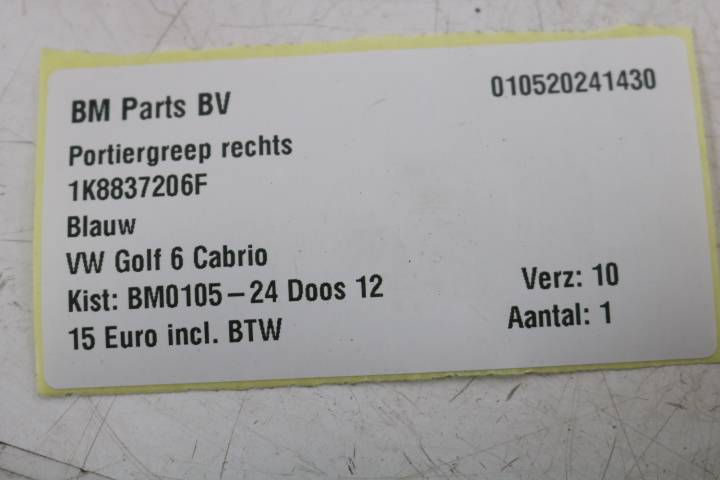 BM Parts BV 010520241430
Portiergreep rechts
1K8837206F
Blauw
VW Golf 6 Cabrio
Kist: BM0105-24 Doos 12 Verz: 10
15 Euro incl. BTW Aantal: 1